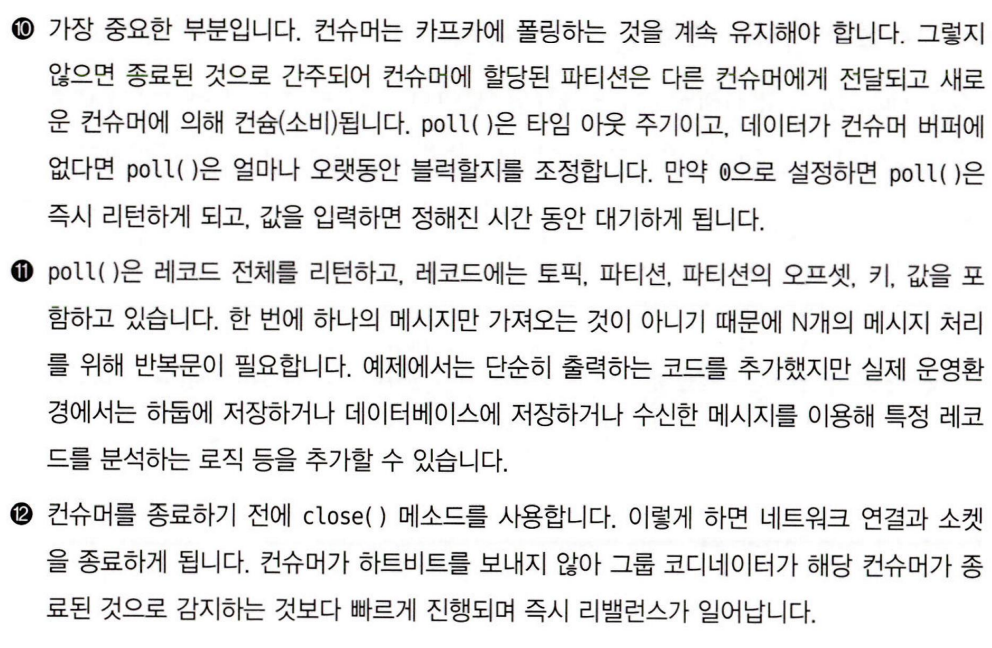 ⑩ 가장 중요한 부분입니다. 컨슈머는 카프카에 폴링하는 것을 계속 유지해야 합니다. 그렇지
않으면 종료된 것으로 간주되어 컨슈머에 할당된 파티션은 다른 컨슈머에게 전달되고 새로
운 컨슈머에 의해 컨슘(소비)됩니다. poll()은 타임 아웃 주기이고, 데이터가 컨슈머 버퍼에
없다면 poll()은 얼마나 오랫동안 블럭할지를 조정합니다. 만약 0으로 설정하면 poll()은
즉시 리턴하게 되고, 값을 입력하면 정해진 시간 동안 대기하게 됩니다.
⑪ poll()은 레코드 전체를 리턴하고, 레코드에는 토픽, 파티션, 파티션의 오프셋, 키, 값을 포
함하고 있습니다. 한 번에 하나의 메시지만 가져오는 것이 아니기 때문에 N개의 메시지 처리
를 위해 반복문이 필요합니다. 예제에서는 단순히 출력하는 코드를 추가했지만 실제 운영환
경에서는 하둡에 저장하거나 데이터베이스에 저장하거나 수신한 메시지를 이용해 특정 레코
드를 분석하는 로직 등을 추가할 수 있습니다.
⑫ 컨슈머를 종료하기 전에 close() 메소드를 사용합니다. 이렇게 하면 네트워크 연결과 소켓
을 종료하게 됩니다. 컨슈머가 하트비트를 보내지 않아 그룹 코디네이터가 해당 컨슈머가 종
료된 것으로 감지하는 것보다 빠르게 진행되며 즉시 리밸런스가 일어납니다.